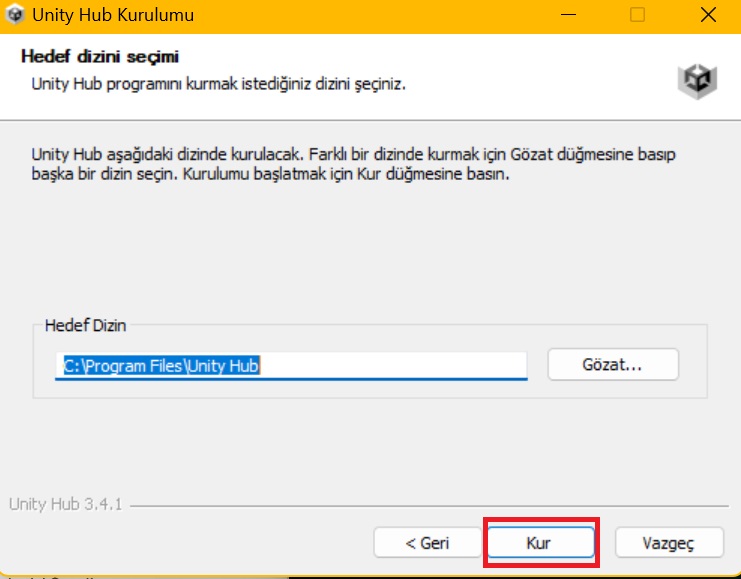 Unity Hub Kurulumu
Hedef dizini seçimi
Unity Hub programını kurmak istediğiniz dizini seçiniz.
Unity Hub aşağıdaki dizinde kurulacak. Farklı bir dizinde kurmak için Gözat düğmesine basıp
başka bir dizin seçin. Kurulumu başlatmak için Kur düğmesine basın.
Hedef Dizin
C:\Program Files\Unity Hub
Gözat...
Unity Hub 3.4.1
< Geri
Kur
Vazgeç